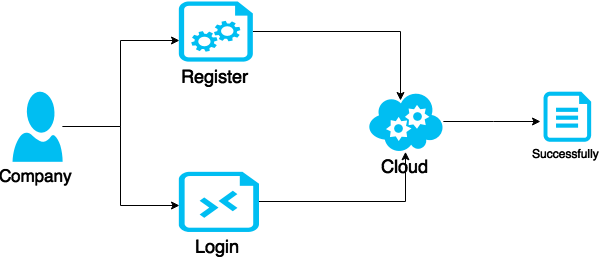 Register
Company
Cloud
Successfully
Login